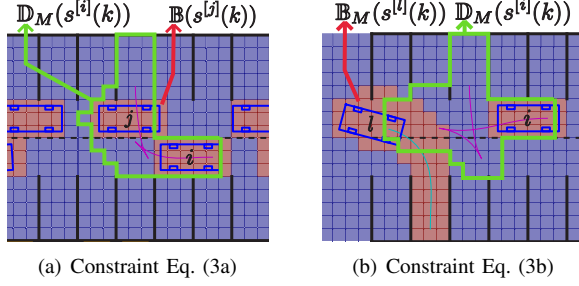 𝔻_M(s^{[i]}(k)) 𝔹(s^{[j]}(k))
𝔹_M(s^{[l]}(k)) 𝔻_M(s^{[i]}(k))
j
i
l
i
(a) Constraint Eq. (3a)
(b) Constraint Eq. (3b)